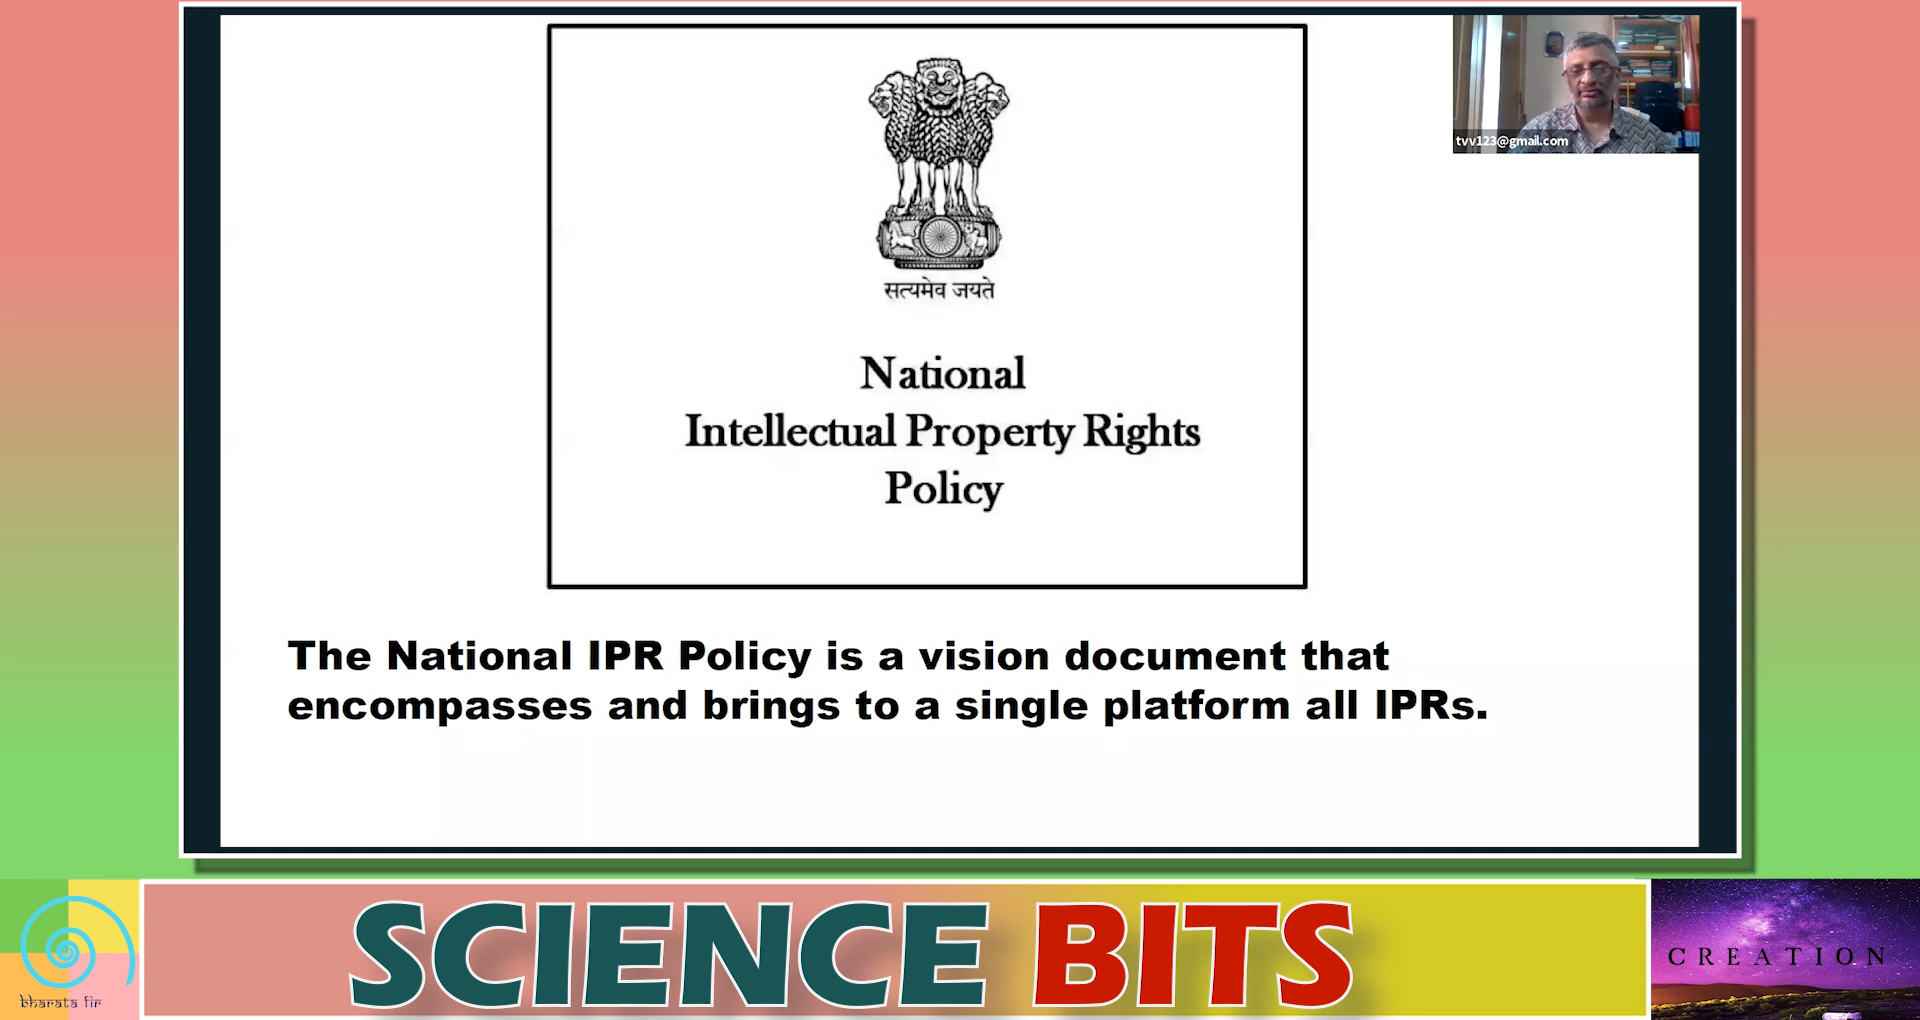 tvv123@gmail.com
सत्यमेव जयते
National
Intellectual Property Rights
Policy
The National IPR Policy is a vision document that
encompasses and brings to a single platform all IPRs.
SCIENCE BITS
bharata fir
CREATION